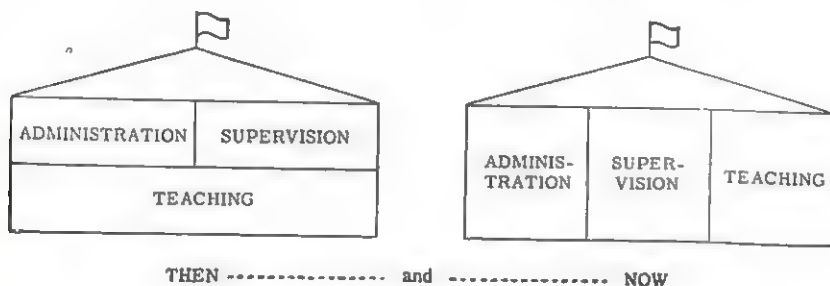 ADMINISTRATION SUPERVISION
TEACHING
ADMINIS-
TRATION
SUPER-
VISION
TEACHING
THEN ---------------- and ---------------- NOW